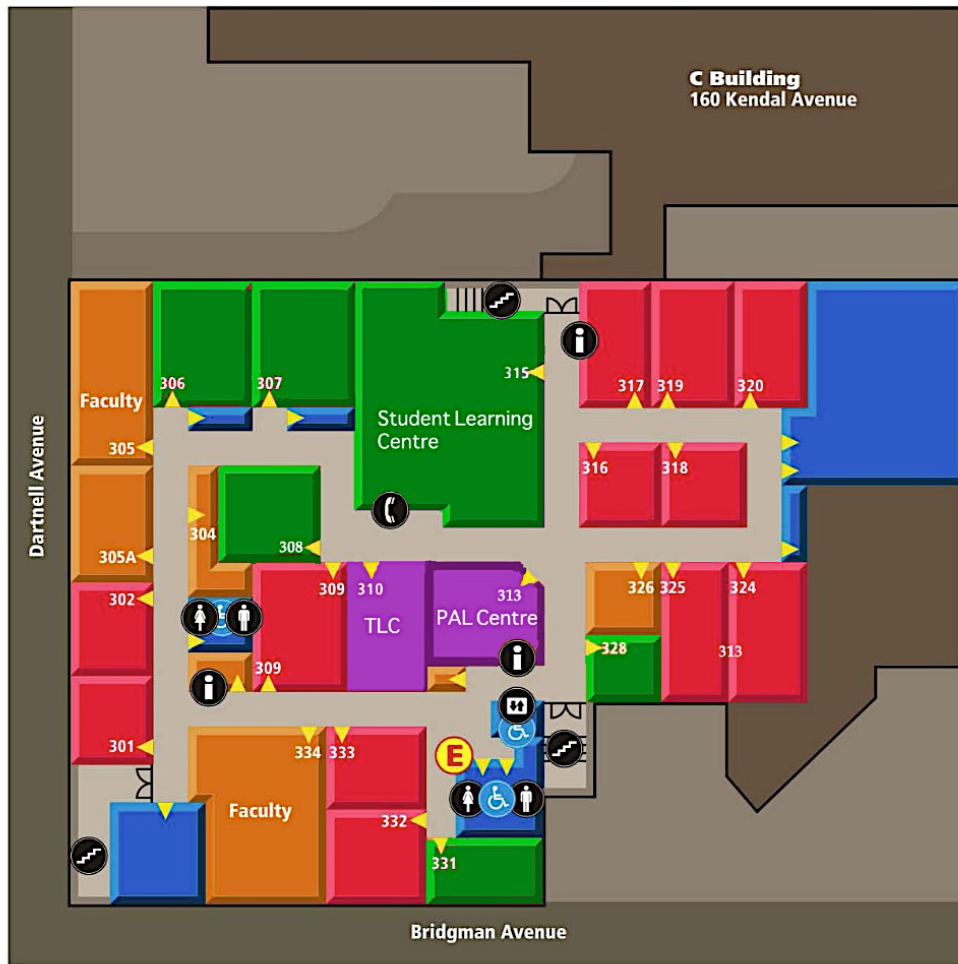 C Building
160 Kendal Avenue
306
307
315
317
319
320
Faculty
Student Learning
Centre
305
316
318
Dartnell Avenue
304
308
305A
309
310
313
326
325
324
302
TLC
PAL Centre
328
313
309
301
334
333
E
Faculty
332
331
Bridgman Avenue